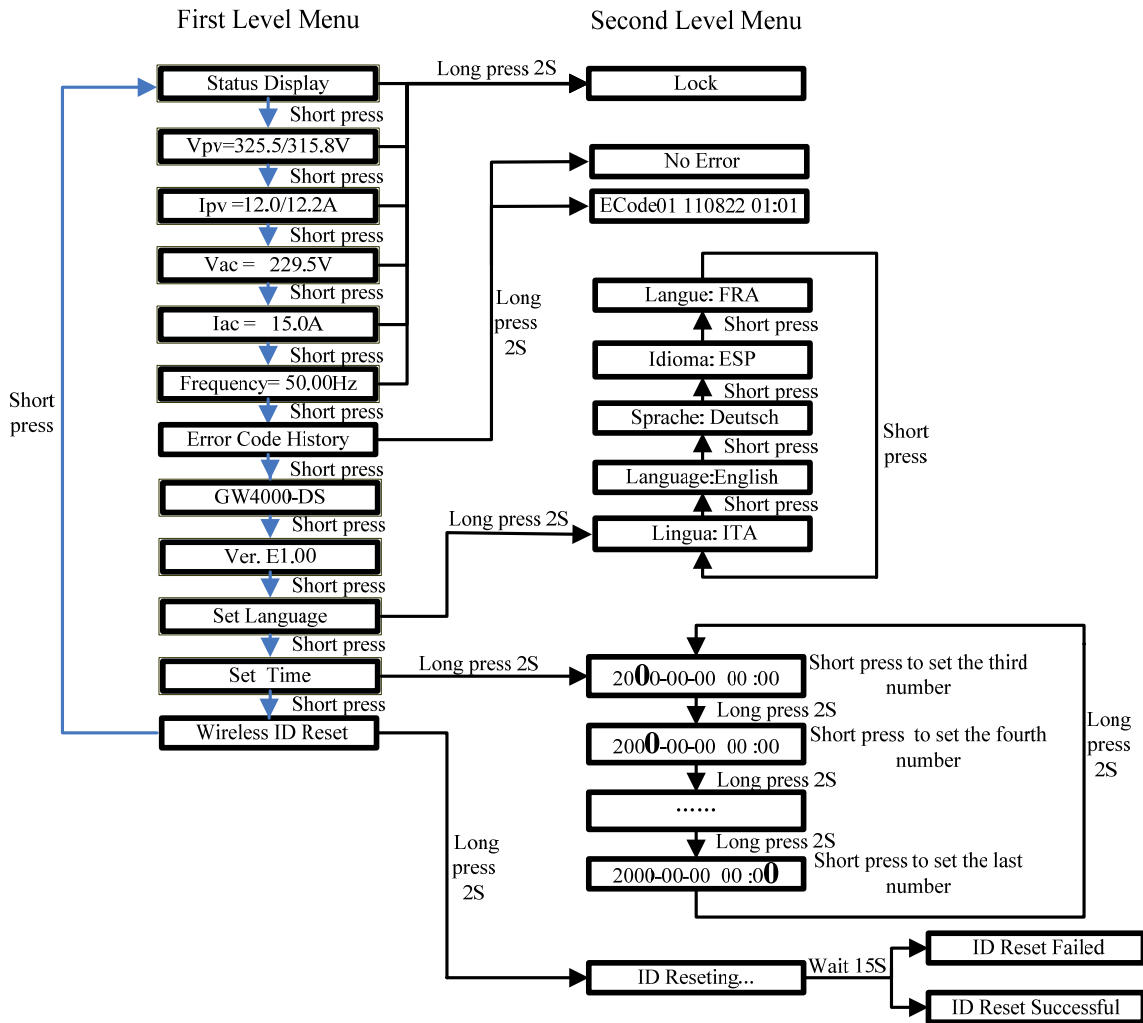 First Level Menu
Second Level Menu
Status Display
Long press 2S
Lock
Short press
Vpv=325.5/315.8V
No Error
Short press
Ipv =12.0/12.2A
ECode01 110822 01:01
Short press
Vac =   229.5V
Short press
Iac =   15.0A
Short press
Frequency= 50.00Hz
Short press
Error Code History
Long
press
2S
Short
press
Short press
GW4000-DS
Short press
Ver. E1.00
Short press
Set Language
Long press 2S
Langue: FRA
Short press
Idioma: ESP
Short press
Sprache: Deutsch
Short press
Language:English
Short press
Lingua: ITA
Short
press
Short press
Set  Time
Long press 2S
2000-00-00  00 :00
Short press to set the third
number
Long press 2S
2000-00-00  00 :00
Short press  to set the fourth
number
Long press 2S
......
Long press 2S
2000-00-00  00 :00
Short press to set the last
number
Long
press
2S
Short press
Wireless ID Reset
Long
press
2S
ID Reseting...
Wait 15S
ID Reset Failed
ID Reset Successful